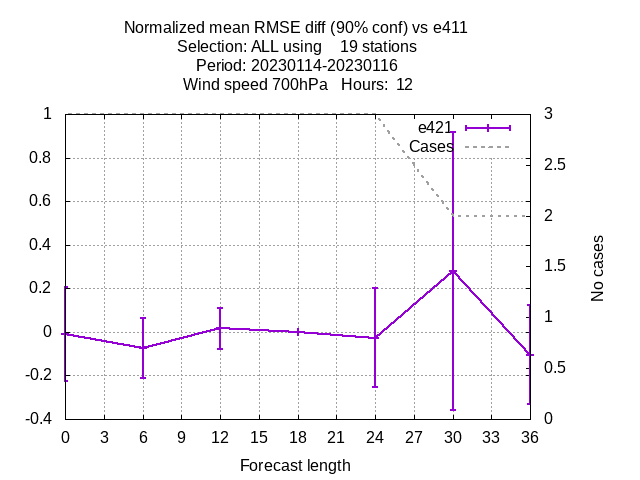 Normalized mean RMSE diff (90% conf) vs e411
Selection: ALL using 19 stations
Period: 20230114-20230116
Wind speed 700hPa Hours: 12
1
0.8
0.6
0.4
0.2
0
-0.2
-0.4
3
2.5
2
1.5
1
0.5
0
e421
Cases
No cases
0 3 6 9 12 15 18 21 24 27 30 33 36
Forecast length